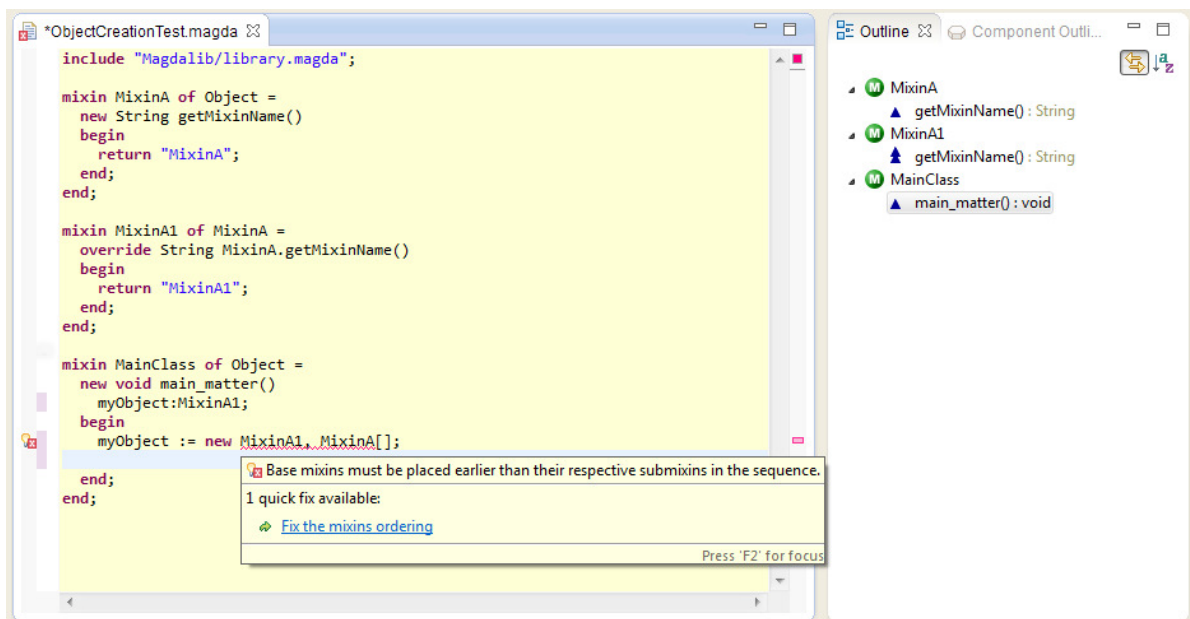 *ObjectCreationTest.magda
include "Magdalib/library.magda";
mixin MixinA of Object =
new String getMixinName()
begin
return "MixinA";
end;
end;
mixin MixinA1 of MixinA =
override String MixinA.getMixinName()
begin
return "MixinA1";
end;
end;
mixin MainClass of Object =
new void main_matter()
myObject:MixinA1;
begin
myObject := new MixinA1, MixinA[];
end;
end;
Base mixins must be placed earlier than their respective submixins in the sequence.
1 quick fix available:
Fix the mixins ordering
Press 'F2' for focus
Outline
Component Outli...
MixinA
getMixinName() : String
MixinA1
getMixinName() : String
MainClass
main_matter() : void